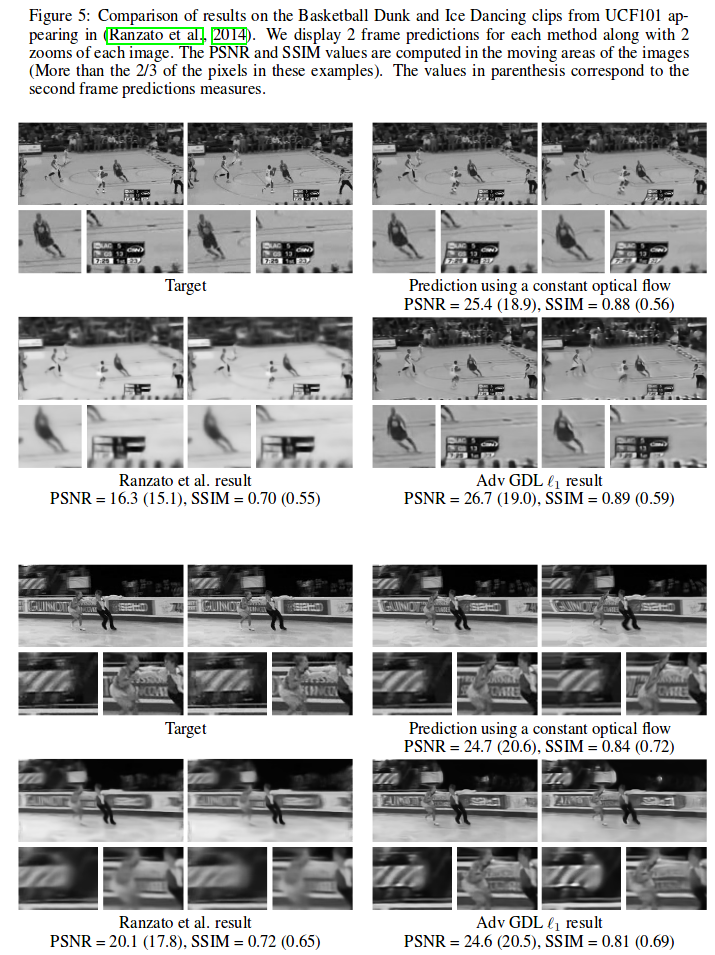 Figure 5: Comparison of results on the Basketball Dunk and Ice Dancing clips from UCF101 ap-
pearing in (Ranzato et al., 2014). We display 2 frame predictions for each method along with 2
zooms of each image. The PSNR and SSIM values are computed in the moving areas of the images
(More than the 2/3 of the pixels in these examples). The values in parenthesis correspond to the
second frame predictions measures.
Target
Prediction using a constant optical flow
PSNR = 25.4 (18.9), SSIM = 0.88 (0.56)
Ranzato et al. result
PSNR = 16.3 (15.1), SSIM = 0.70 (0.55)
Adv GDL ℓ1 result
PSNR = 26.7 (19.0), SSIM = 0.89 (0.59)
Target
Prediction using a constant optical flow
PSNR = 24.7 (20.6), SSIM = 0.84 (0.72)
Ranzato et al. result
PSNR = 20.1 (17.8), SSIM = 0.72 (0.65)
Adv GDL ℓ1 result
PSNR = 24.6 (20.5), SSIM = 0.81 (0.69)